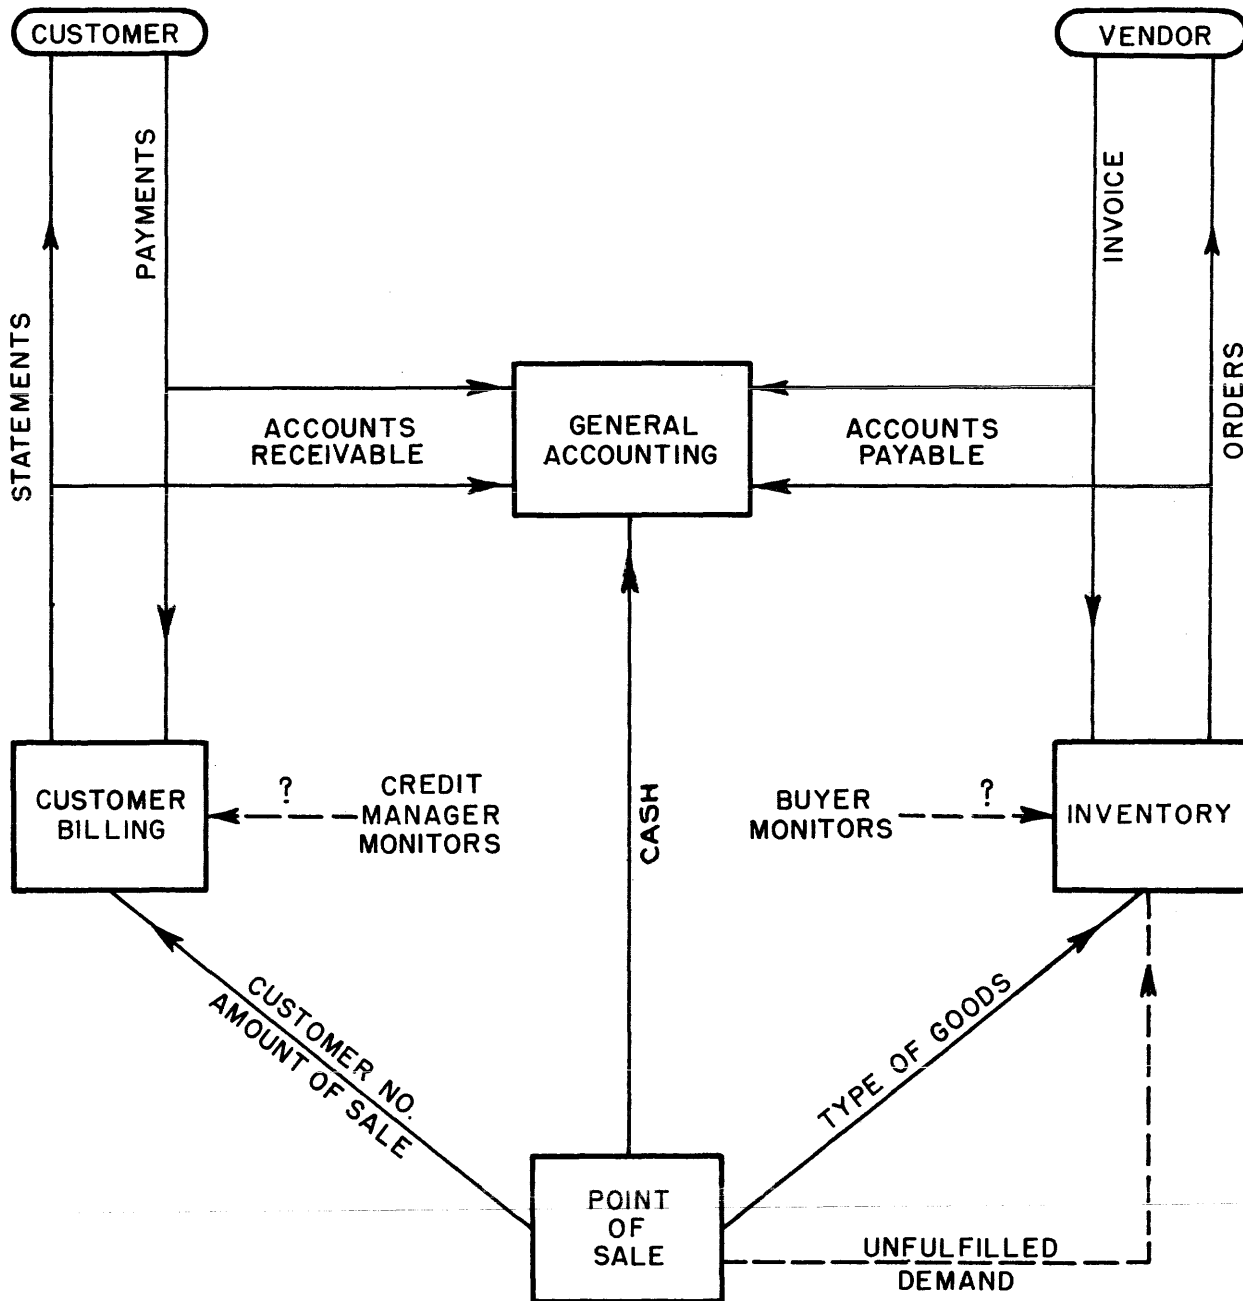 CUSTOMER
VENDOR
PAYMENTS
INVOICE
STATEMENTS
ORDERS
ACCOUNTS
RECEIVABLE
GENERAL
ACCOUNTING
ACCOUNTS
PAYABLE
CUSTOMER
BILLING
?
CREDIT
MANAGER
MONITORS
CASH
BUYER
MONITORS
?
INVENTORY
CUSTOMER NO.
AMOUNT OF SALE
TYPE OF GOODS
POINT
OF
SALE
UNFULFILLED
DEMAND